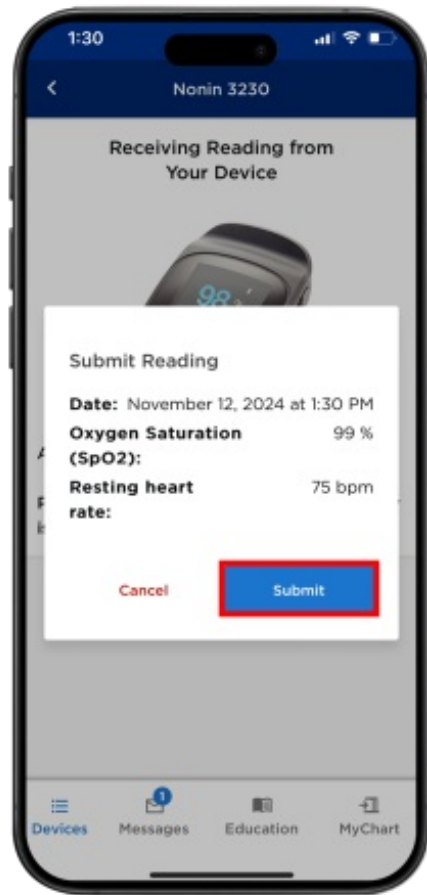 1:30
Nonin 3230
Receiving Reading from
Your Device
98
Submit Reading
Date: November 12, 2024 at 1:30 PM
Oxygen Saturation 99 %
(SpO2):
Resting heart 75 bpm
rate:
Cancel Submit
1
Devices Messages Education MyChart